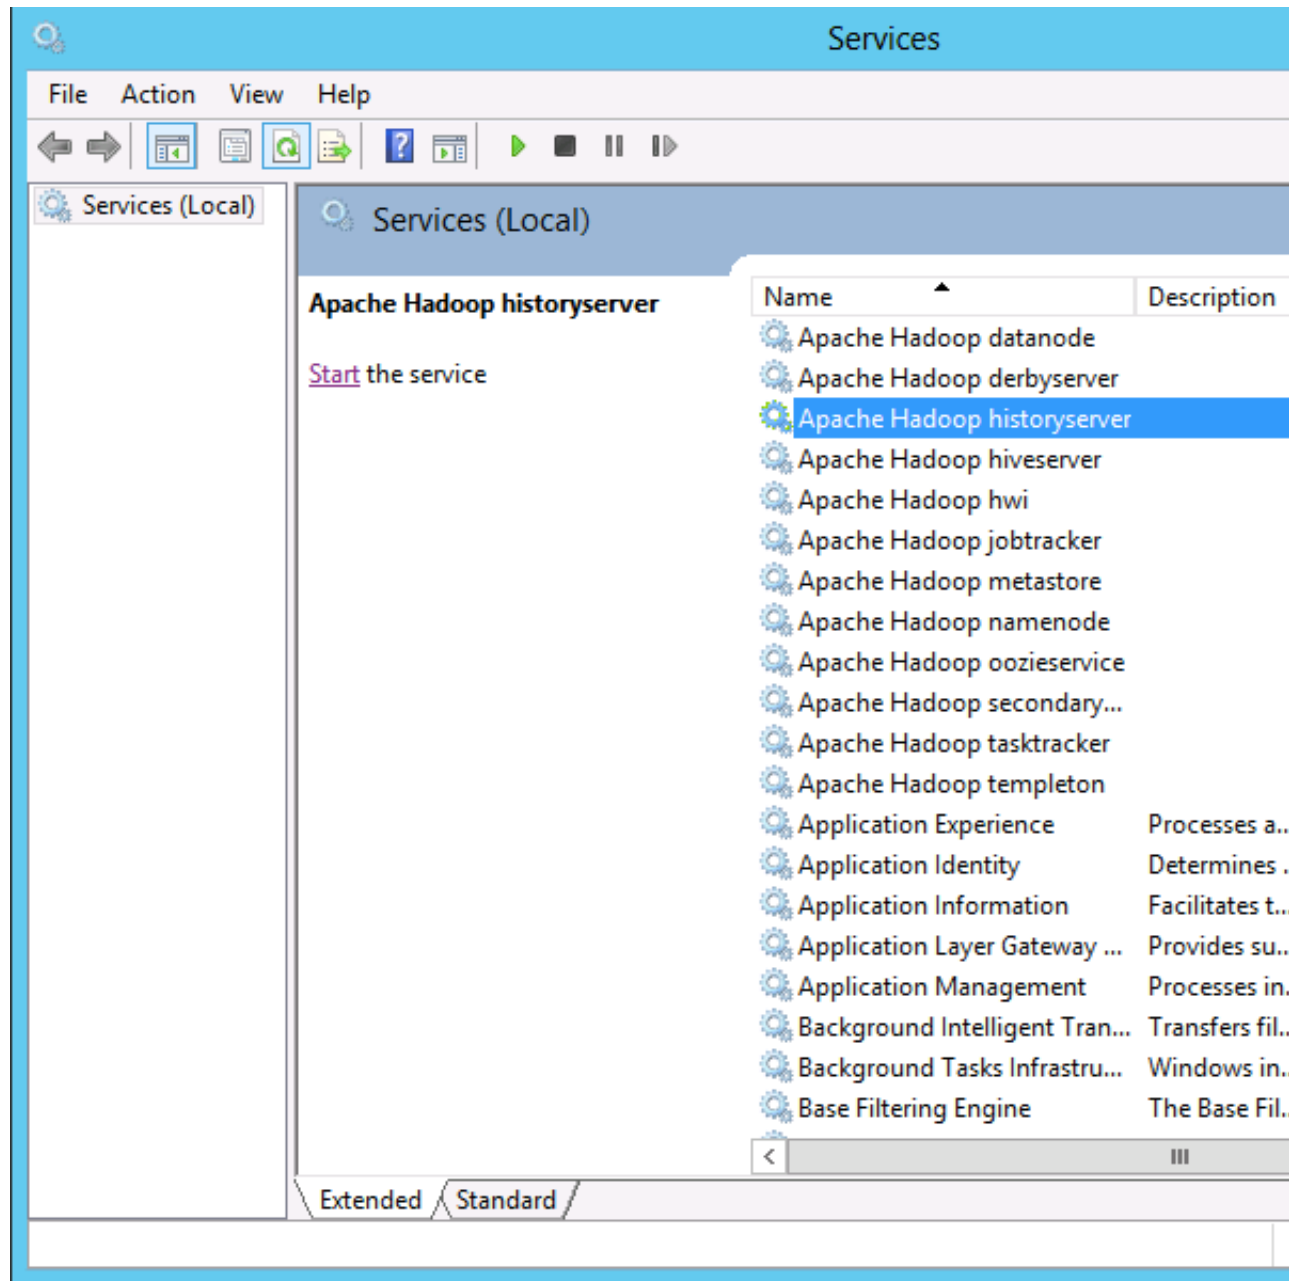 Services
File Action View Help
Services (Local)
Services (Local)
Apache Hadoop historyserver
Start the service
Name Description
Apache Hadoop datanode
Apache Hadoop derbyserver
Apache Hadoop historyserver
Apache Hadoop hiveserver
Apache Hadoop hwi
Apache Hadoop jobtracker
Apache Hadoop metastore
Apache Hadoop namenode
Apache Hadoop oozieservice
Apache Hadoop secondary...
Apache Hadoop tasktracker
Apache Hadoop templeton
Application Experience Processes a..
Application Identity Determines .
Application Information Facilitates t...
Application Layer Gateway ... Provides su..
Application Management Processes in.
Background Intelligent Tran... Transfers fil..
Background Tasks Infrastru... Windows in..
Base Filtering Engine The Base Fil..
Extended Standard